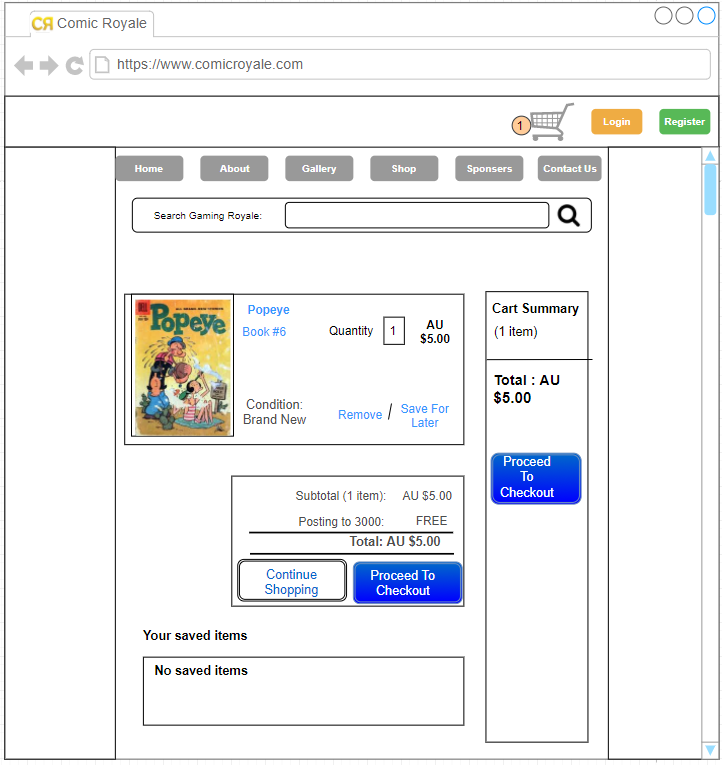 CR Comic Royale
https://www.comicroyale.com
1
Login
Register
Home
About
Gallery
Shop
Sponsers
Contact Us
Search Gaming Royale:
Popeye
Popeye
Book #6
Quantity
1
AU
$5.00
Condition:
Brand New
Remove / Save For
Later
Cart Summary
(1 item)
Total : AU
$5.00
Proceed
To
Checkout
Subtotal (1 item): AU $5.00
Posting to 3000: FREE
Total: AU $5.00
Continue
Shopping
Proceed To
Checkout
Your saved items
No saved items